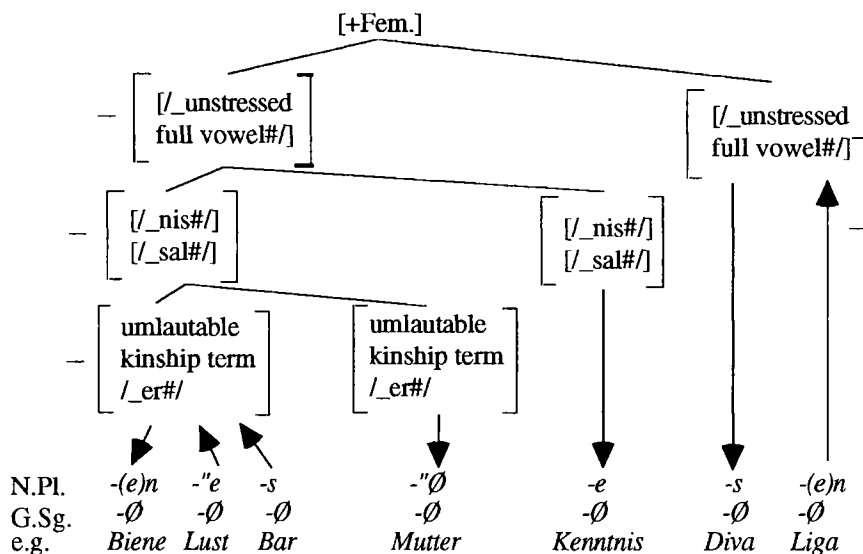 [+Fem.]
– [/_unstressed
full vowel#/]
[/_unstressed
full vowel#/] –
– [/_nis#/]
[/_sal#/]
[/_nis#/] –
[/_sal#/]
– umlautable
kinship term
/_er#/
umlautable
kinship term
/_er#/
N.Pl. -(e)n -"e -s -"Ø -e -s -(e)n
G.Sg. -Ø -Ø -Ø -Ø -Ø -Ø -Ø
e.g. Biene Lust Bar Mutter Kenntnis Diva Liga